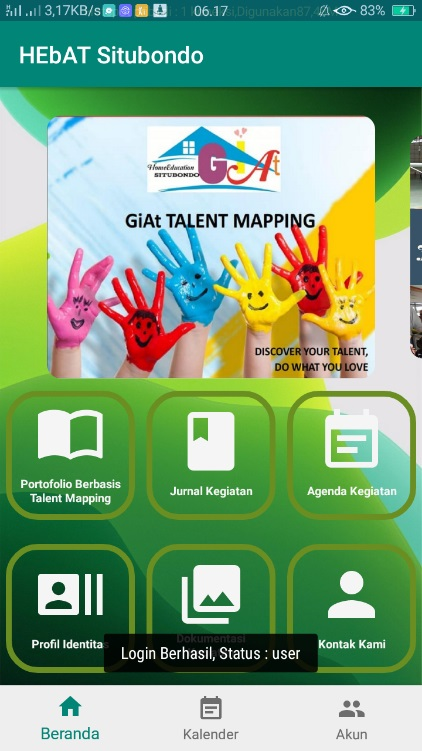 3,17KB/s
06.17
83%
HEbAT Situbondo
HomeEducation
SITUBONDO
GiAt
GiAt TALENT MAPPING
DISCOVER YOUR TALENT,
DO WHAT YOU LOVE
Portofolio Berbasis
Talent Mapping
Jurnal Kegiatan
Agenda Kegiatan
Profil Identitas
Dokumentasi
Kontak Kami
Login Berhasil, Status : user
Beranda
Kalender
Akun